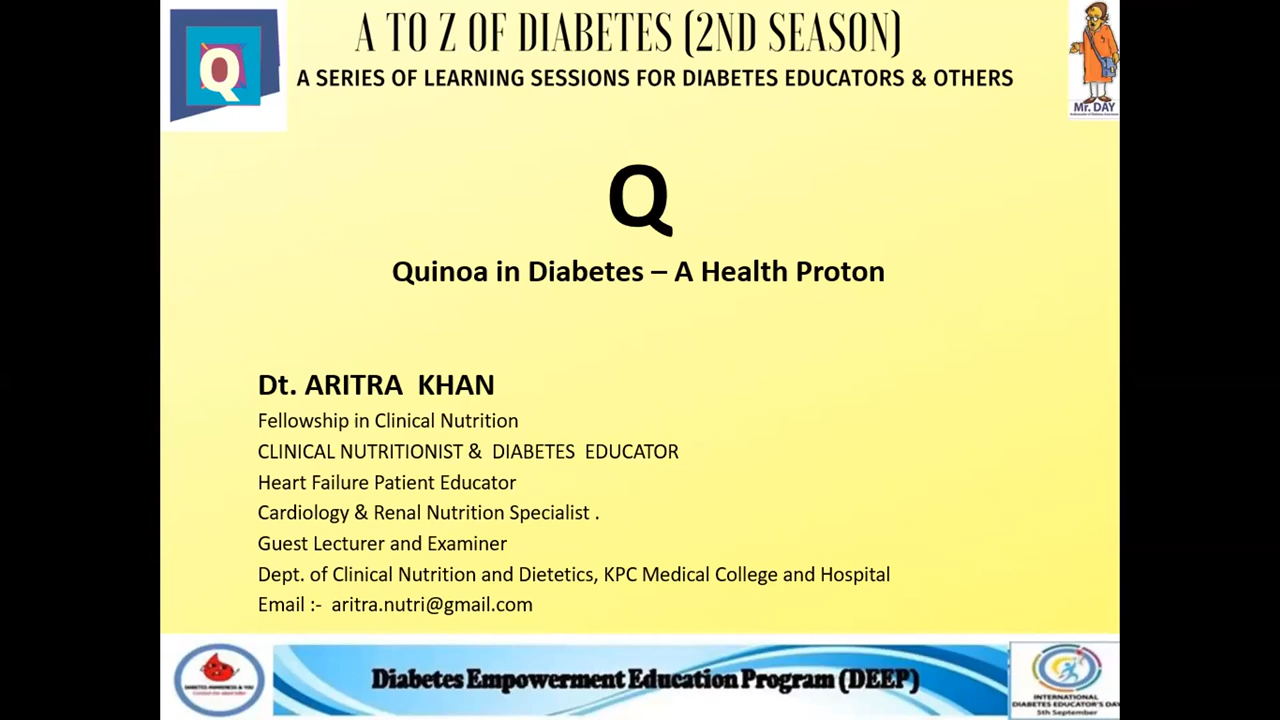 Q
A TO Z OF DIABETES (2ND SEASON)
A SERIES OF LEARNING SESSIONS FOR DIABETES EDUCATORS & OTHERS
Mr. DAY
Q
Quinoa in Diabetes – A Health Proton
Dt. ARITRA KHAN
Fellowship in Clinical Nutrition
CLINICAL NUTRITIONIST & DIABETES EDUCATOR
Heart Failure Patient Educator
Cardiology & Renal Nutrition Specialist .
Guest Lecturer and Examiner
Dept. of Clinical Nutrition and Dietetics, KPC Medical College and Hospital
Email :- aritra.nutri@gmail.com
DIABETES AWARENESS & YOU
Diabetes Empowerment Education Program (DEEP)
INTERNATIONAL
DIABETES EDUCATOR'S DAY
5th September